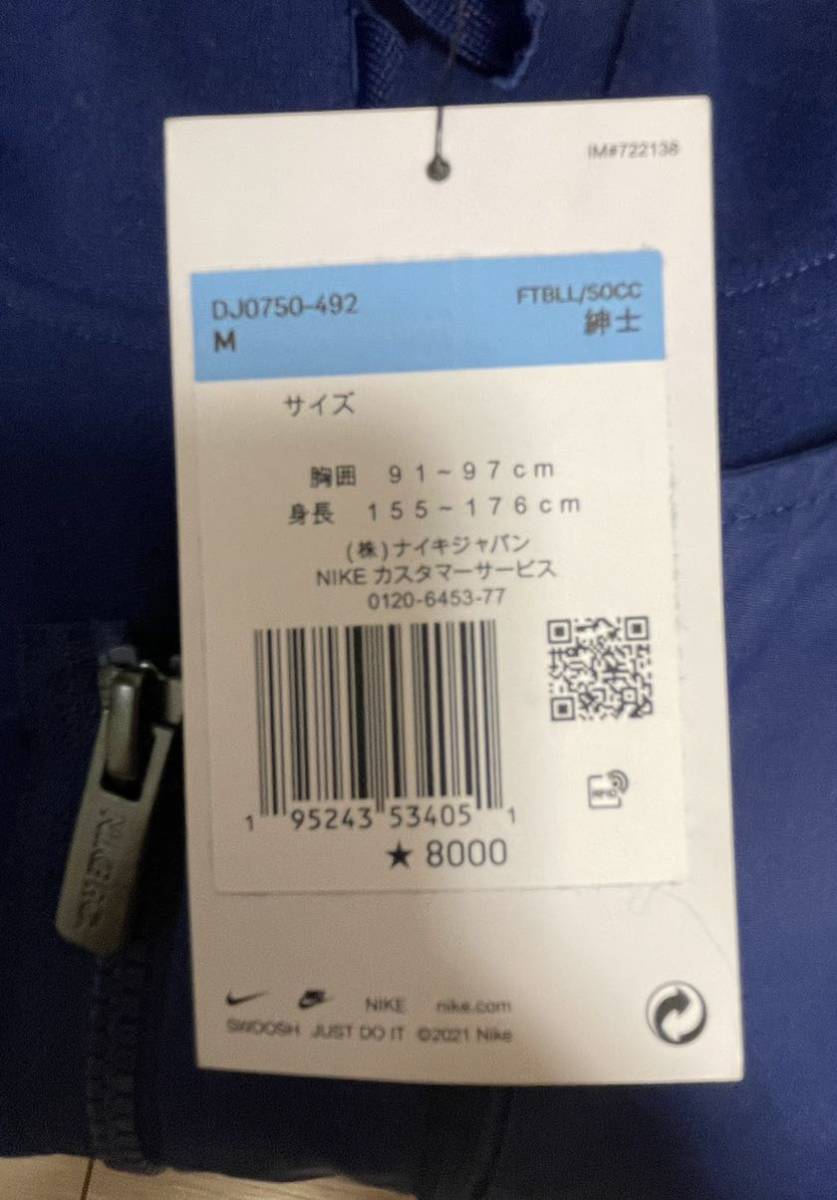 IM#722138
DJ0750-492 FTBLL/SOCC
M 紳士
サイズ
胸囲 91~97cm
身長 155~176cm
(株)ナイキジャパン
NIKE カスタマーサービス
0120-6453-77
1 95243 53405 1
★ 8000
NIKE nike.com
SWOOSH JUST DO IT ©2021 Nike